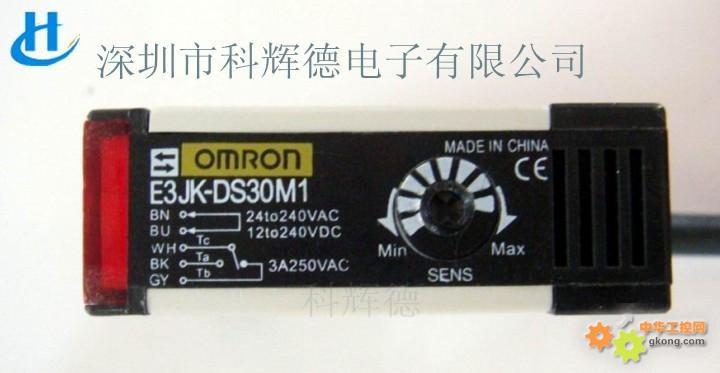 深圳市科辉德电子有限公司
OMRON
MADE IN CHINA
CE
E3JK-DS30M1
BN 24to240VAC
BU 12to240VDC
WH Tc
BK Ta 3A250VAC
GY Tb
Min Max
SENS
科辉德
中华工控网
gkong.com